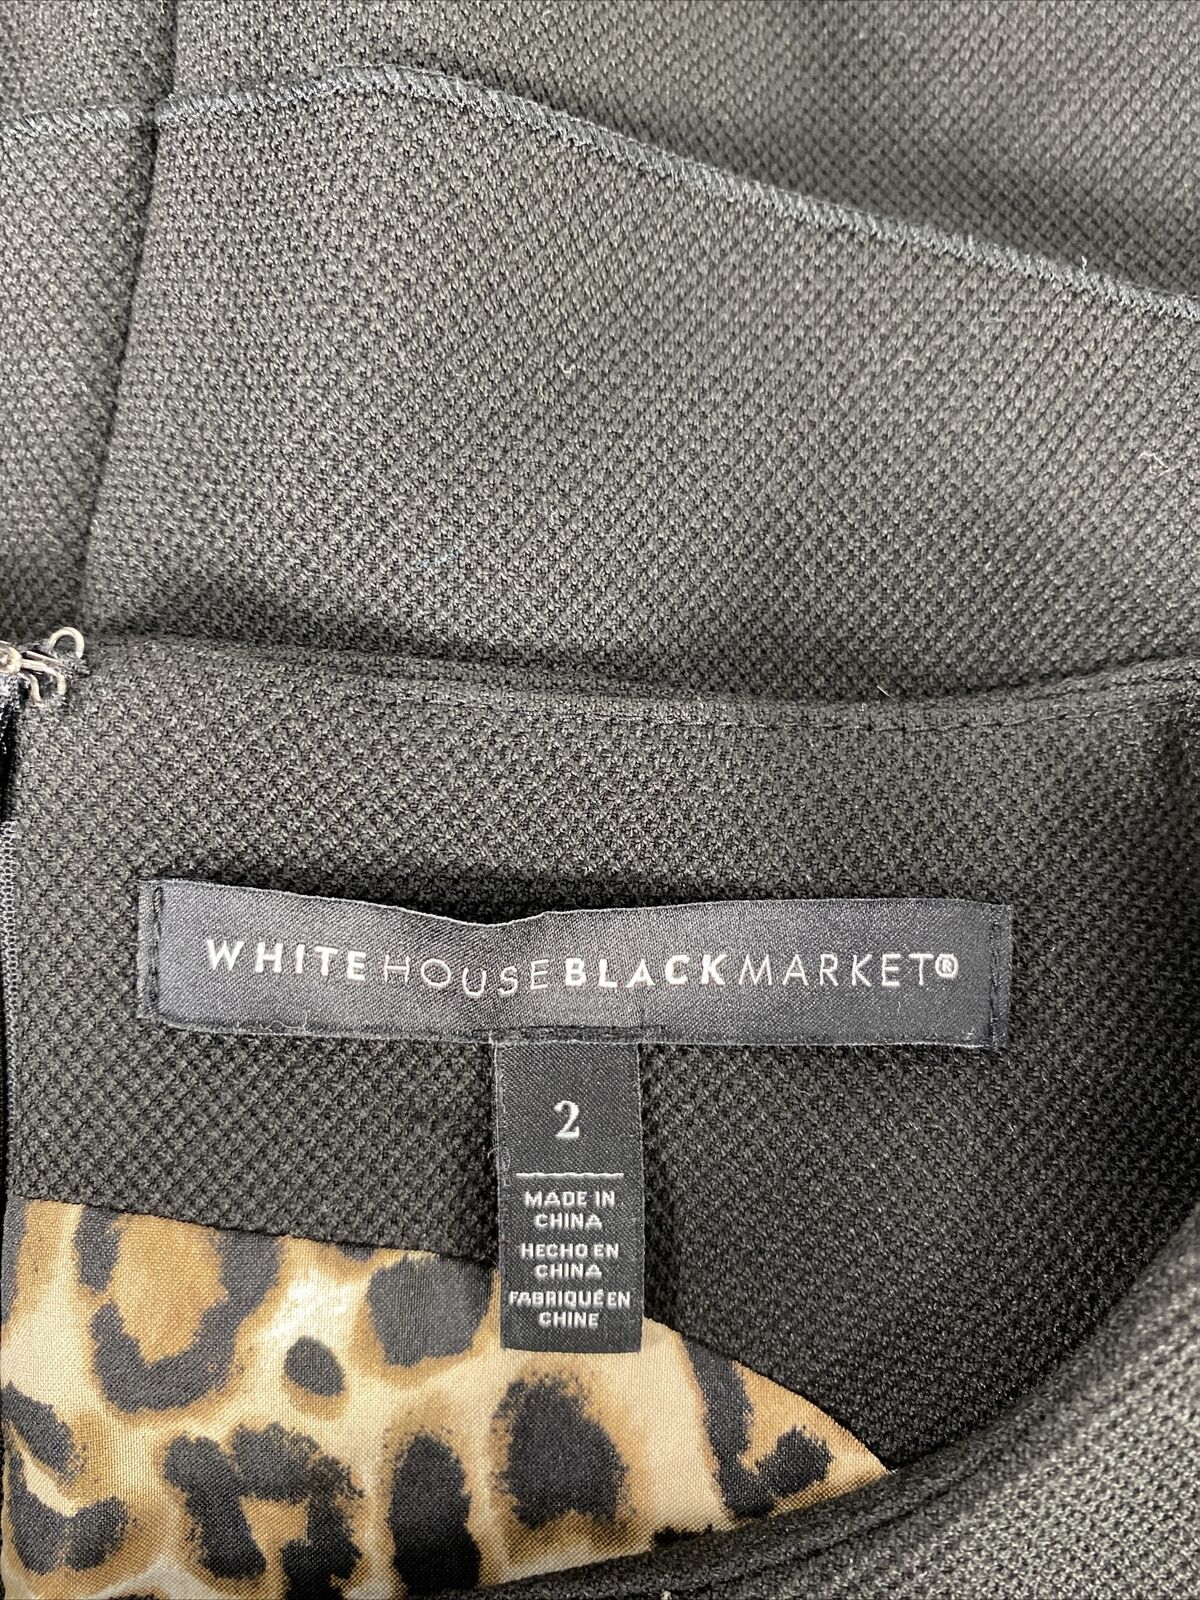 WHITEHOUSEBLACKMARKET®
2
MADE IN
CHINA
HECHO EN
CHINA
FABRIQUÉ EN
CHINE